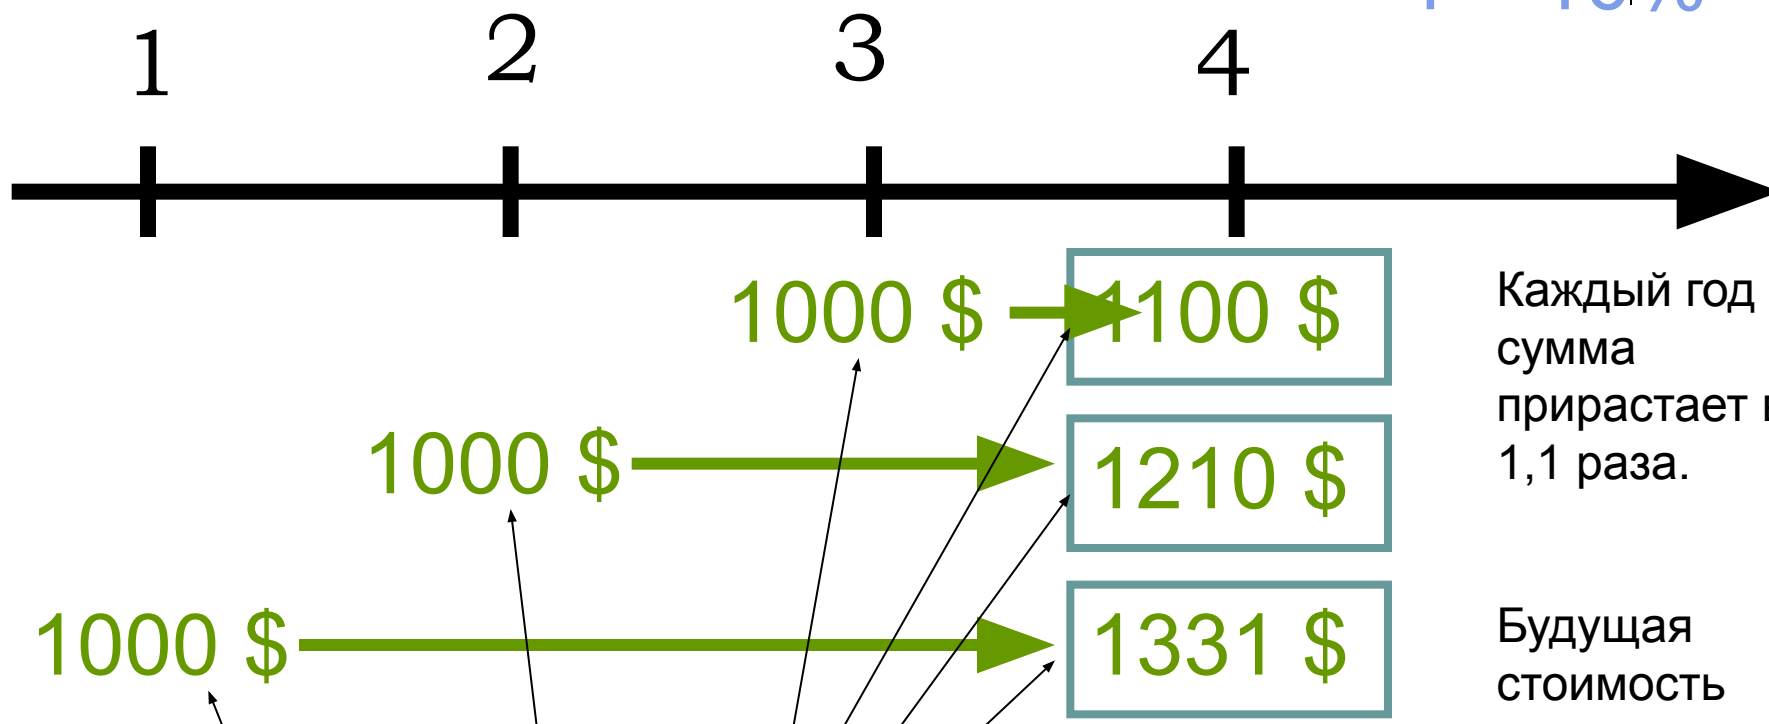 1 2 3 4
1000 $ 1100 $
1000 $ 1210 $
1000 $ 1331 $
Каждый год
сумма
прирастает
1,1 раза.
Будущая
стоимость